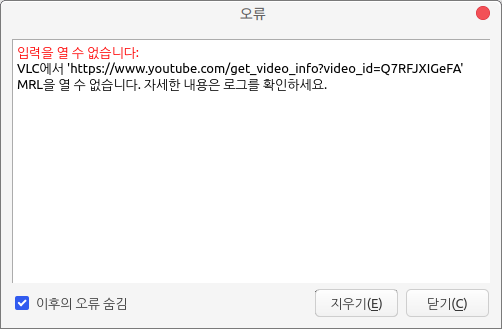 오류
입력을 열 수 없습니다:
VLC에서 'https://www.youtube.com/get_video_info?video_id=Q7RFJXIGeFA'
MRL을 열 수 없습니다. 자세한 내용은 로그를 확인하세요.
이후의 오류 숨김
지우기(E)
닫기(C)